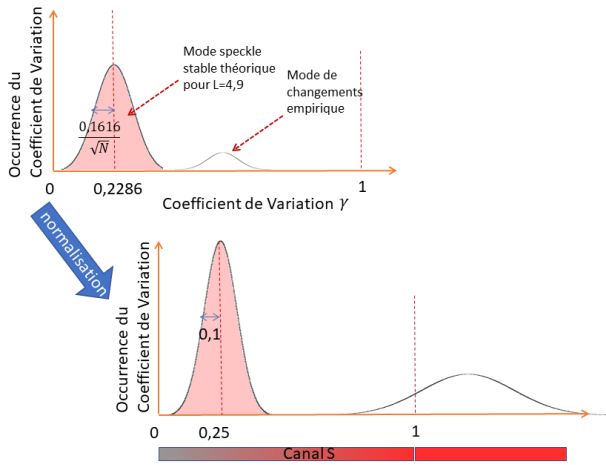 Occurrence du
Coefficient de Variation
Mode speckle
stable théorique
pour L=4,9
Mode de
changements
empirique
0,1616
√N
0
0,2286
1
Coefficient de Variation γ
normalisation
Occurrence du
Coefficient de Variation
0,1
0
0,25
1
Canal S